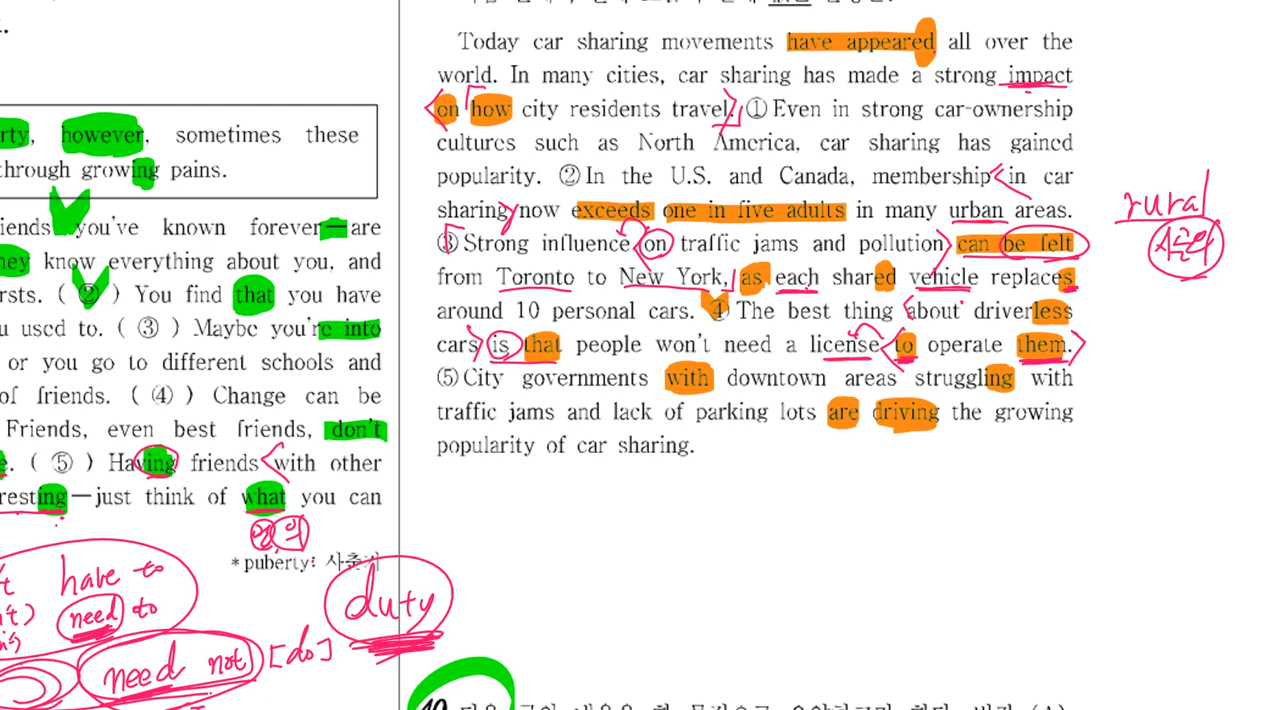 rty, however, sometimes these
through growing pains.
iends you've known forever—are
hey know everything about you, and
rsts. ( ② ) You find that you have
u used to. ( ③ ) Maybe you're into
or you go to different schools and
of friends. ( ④ ) Change can be
Friends, even best friends, don't
e. ( ⑤ ) Having friends with other
resting—just think of what you can
*puberty: 사춘기
have to
need to
need not [do]
duty
Today car sharing movements have appeared all over the
world. In many cities, car sharing has made a strong impact
on how city residents travel. ① Even in strong car-ownership
cultures such as North America, car sharing has gained
popularity. ② In the U.S. and Canada, membership in car
sharing now exceeds one in five adults in many urban areas.
③ Strong influence on traffic jams and pollution can be felt
from Toronto to New York, as each shared vehicle replaces
around 10 personal cars. ④ The best thing about driverless
cars is that people won't need a license to operate them.
⑤ City governments with downtown areas struggling with
traffic jams and lack of parking lots are driving the growing
popularity of car sharing.
rural